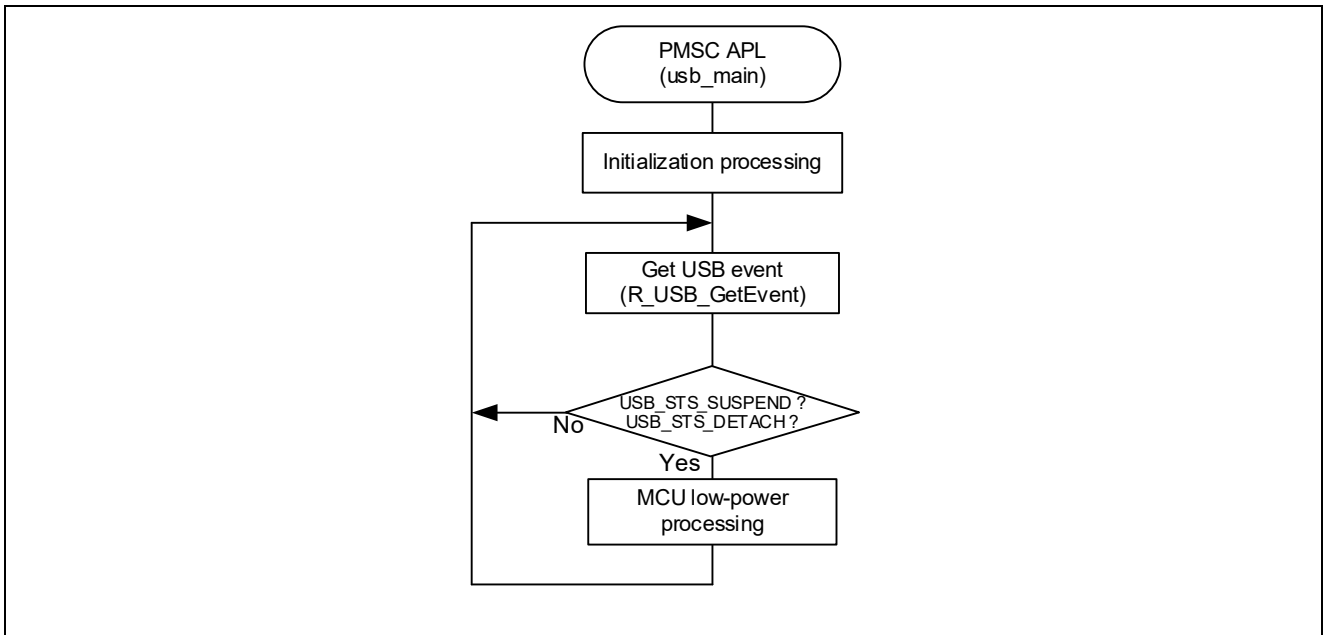 PMSC APL
(usb_main)
Initialization processing
Get USB event
(R_USB_GetEvent)
USB_STS_SUSPEND ?
USB_STS_DETACH ?
No
Yes
MCU low-power
processing